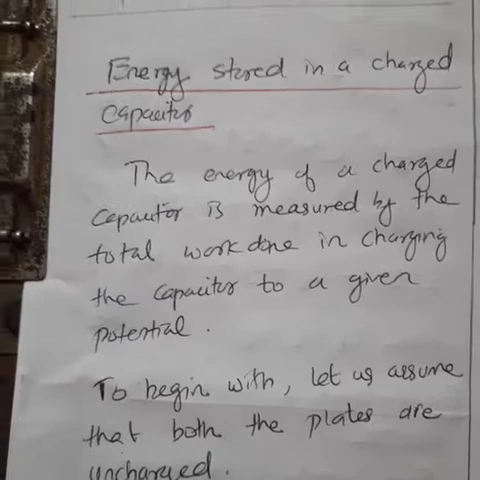 Energy stored in a charged
capacitor
The energy of a charged
capacitor is measured by the
total work done in charging
the capacitor to a given
potential.
To begin with, let us assume
that both the plates are
uncharged.